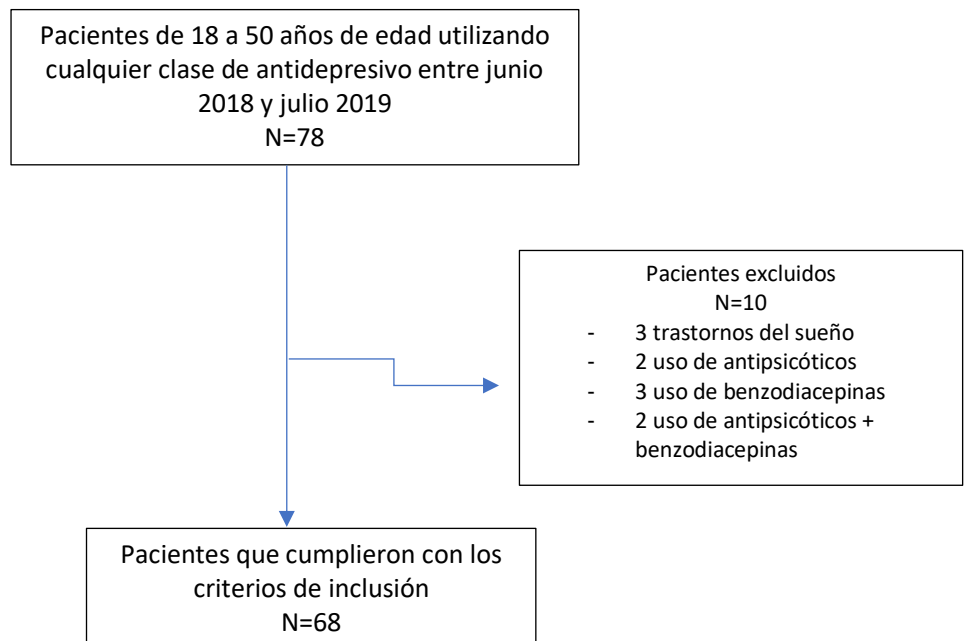 Pacientes de 18 a 50 años de edad utilizando
cualquier clase de antidepresivo entre junio
2018 y julio 2019
N=78
Pacientes excluidos
N=10
- 3 trastornos del sueño
- 2 uso de antipsicóticos
- 3 uso de benzodiacepinas
- 2 uso de antipsicóticos +
benzodiacepinas
Pacientes que cumplieron con los
criterios de inclusión
N=68